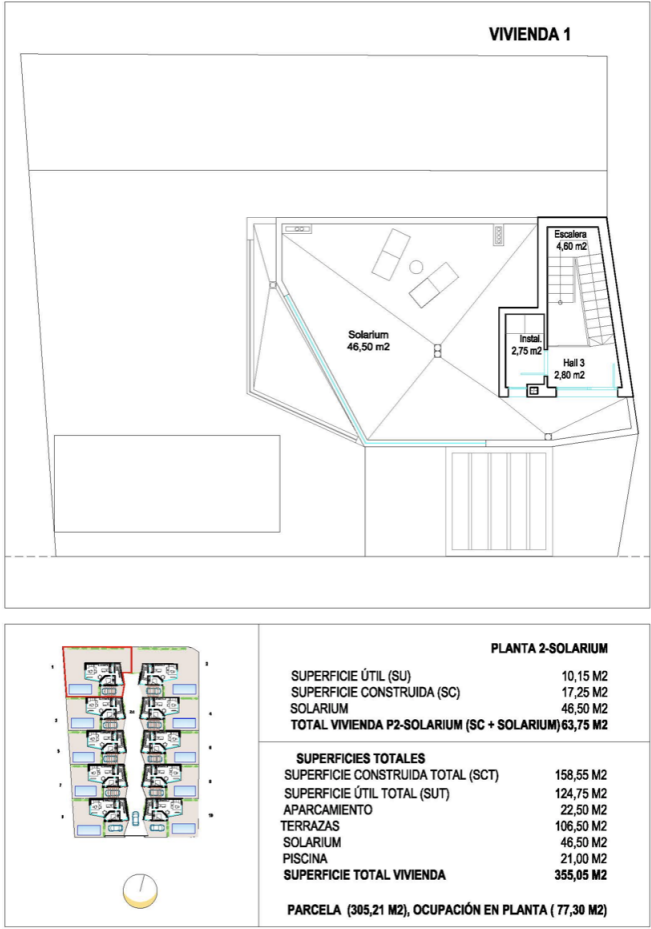 VIVIENDA 1
Escalera
4,60 m2
Solarium
46,50 m2
Instal.
2,75 m2
Hall 3
2,80 m2
PLANTA 2-SOLARIUM
SUPERFICIE ÚTIL (SU) 10,15 M2
SUPERFICIE CONSTRUIDA (SC) 17,25 M2
SOLARIUM 46,50 M2
TOTAL VIVIENDA P2-SOLARIUM (SC + SOLARIUM) 63,75 M2
SUPERFICIES TOTALES
SUPERFICIE CONSTRUIDA TOTAL (SCT) 158,55 M2
SUPERFICIE ÚTIL TOTAL (SUT) 124,75 M2
APARCAMIENTO 22,50 M2
TERRAZAS 106,50 M2
SOLARIUM 46,50 M2
PISCINA 21,00 M2
SUPERFICIE TOTAL VIVIENDA 355,05 M2
PARCELA (305,21 M2), OCUPACIÓN EN PLANTA ( 77,30 M2)
1
4
7
10